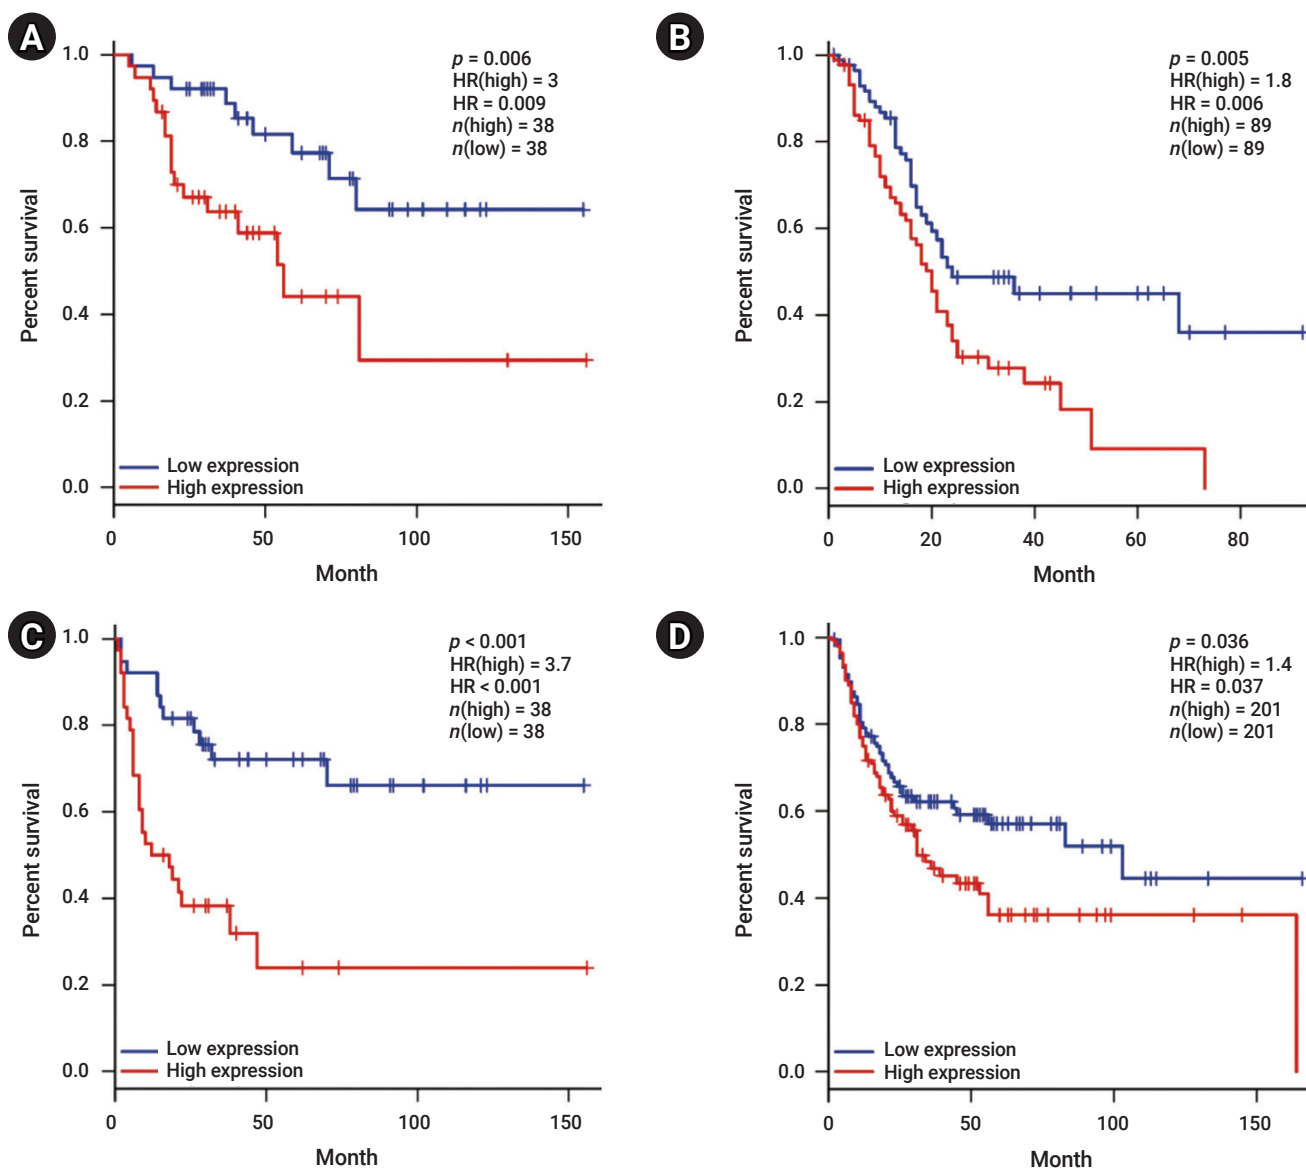 A
p = 0.006
HR(high) = 3
HR = 0.009
n(high) = 38
n(low) = 38
1.0
0.8
0.6
0.4
0.2
0.0
Percent survival
Low expression
High expression
0 50 100 150
Month
B
p = 0.005
HR(high) = 1.8
HR = 0.006
n(high) = 89
n(low) = 89
1.0
0.8
0.6
0.4
0.2
0.0
Percent survival
Low expression
High expression
0 20 40 60 80
Month
C
p < 0.001
HR(high) = 3.7
HR < 0.001
n(high) = 38
n(low) = 38
1.0
0.8
0.6
0.4
0.2
0.0
Percent survival
Low expression
High expression
0 50 100 150
Month
D
p = 0.036
HR(high) = 1.4
HR = 0.037
n(high) = 201
n(low) = 201
1.0
0.8
0.6
0.4
0.2
0.0
Percent survival
Low expression
High expression
0 50 100 150
Month